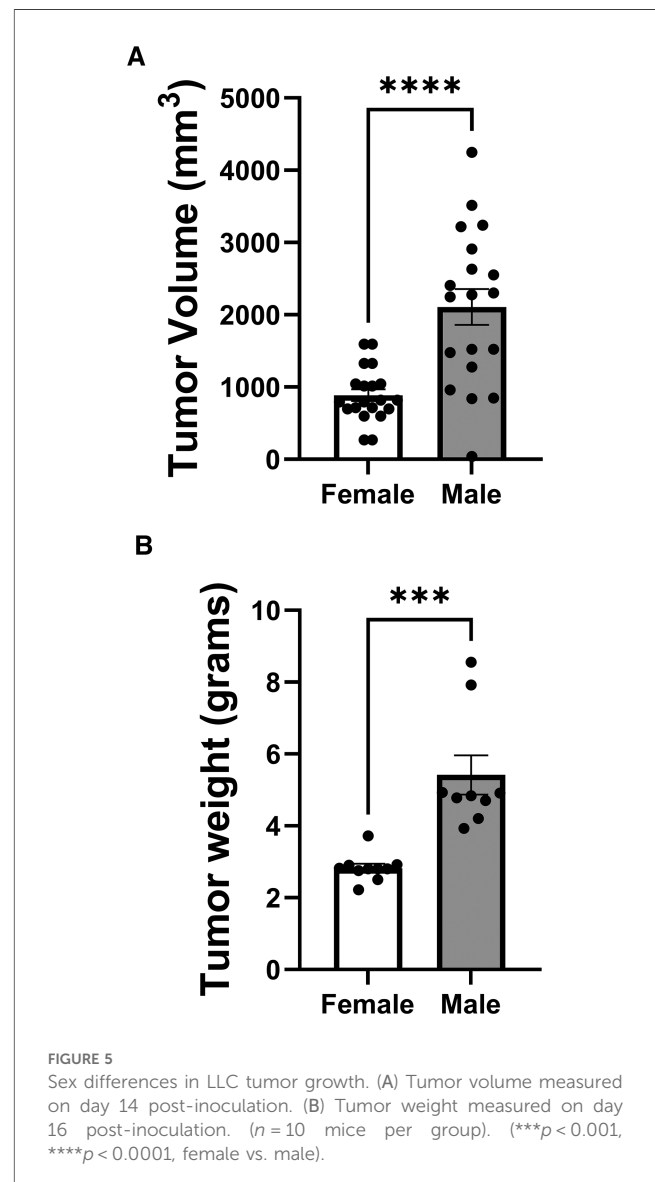 A
Tumor Volume (mm³)
5000
4000
3000
2000
1000
0
****
Female Male
B
Tumor weight (grams)
10
8
6
4
2
0
***
Female Male
FIGURE 5
Sex differences in LLC tumor growth. (A) Tumor volume measured
on day 14 post-inoculation. (B) Tumor weight measured on day
16 post-inoculation. (n = 10 mice per group). (***p < 0.001,
****p < 0.0001, female vs. male).